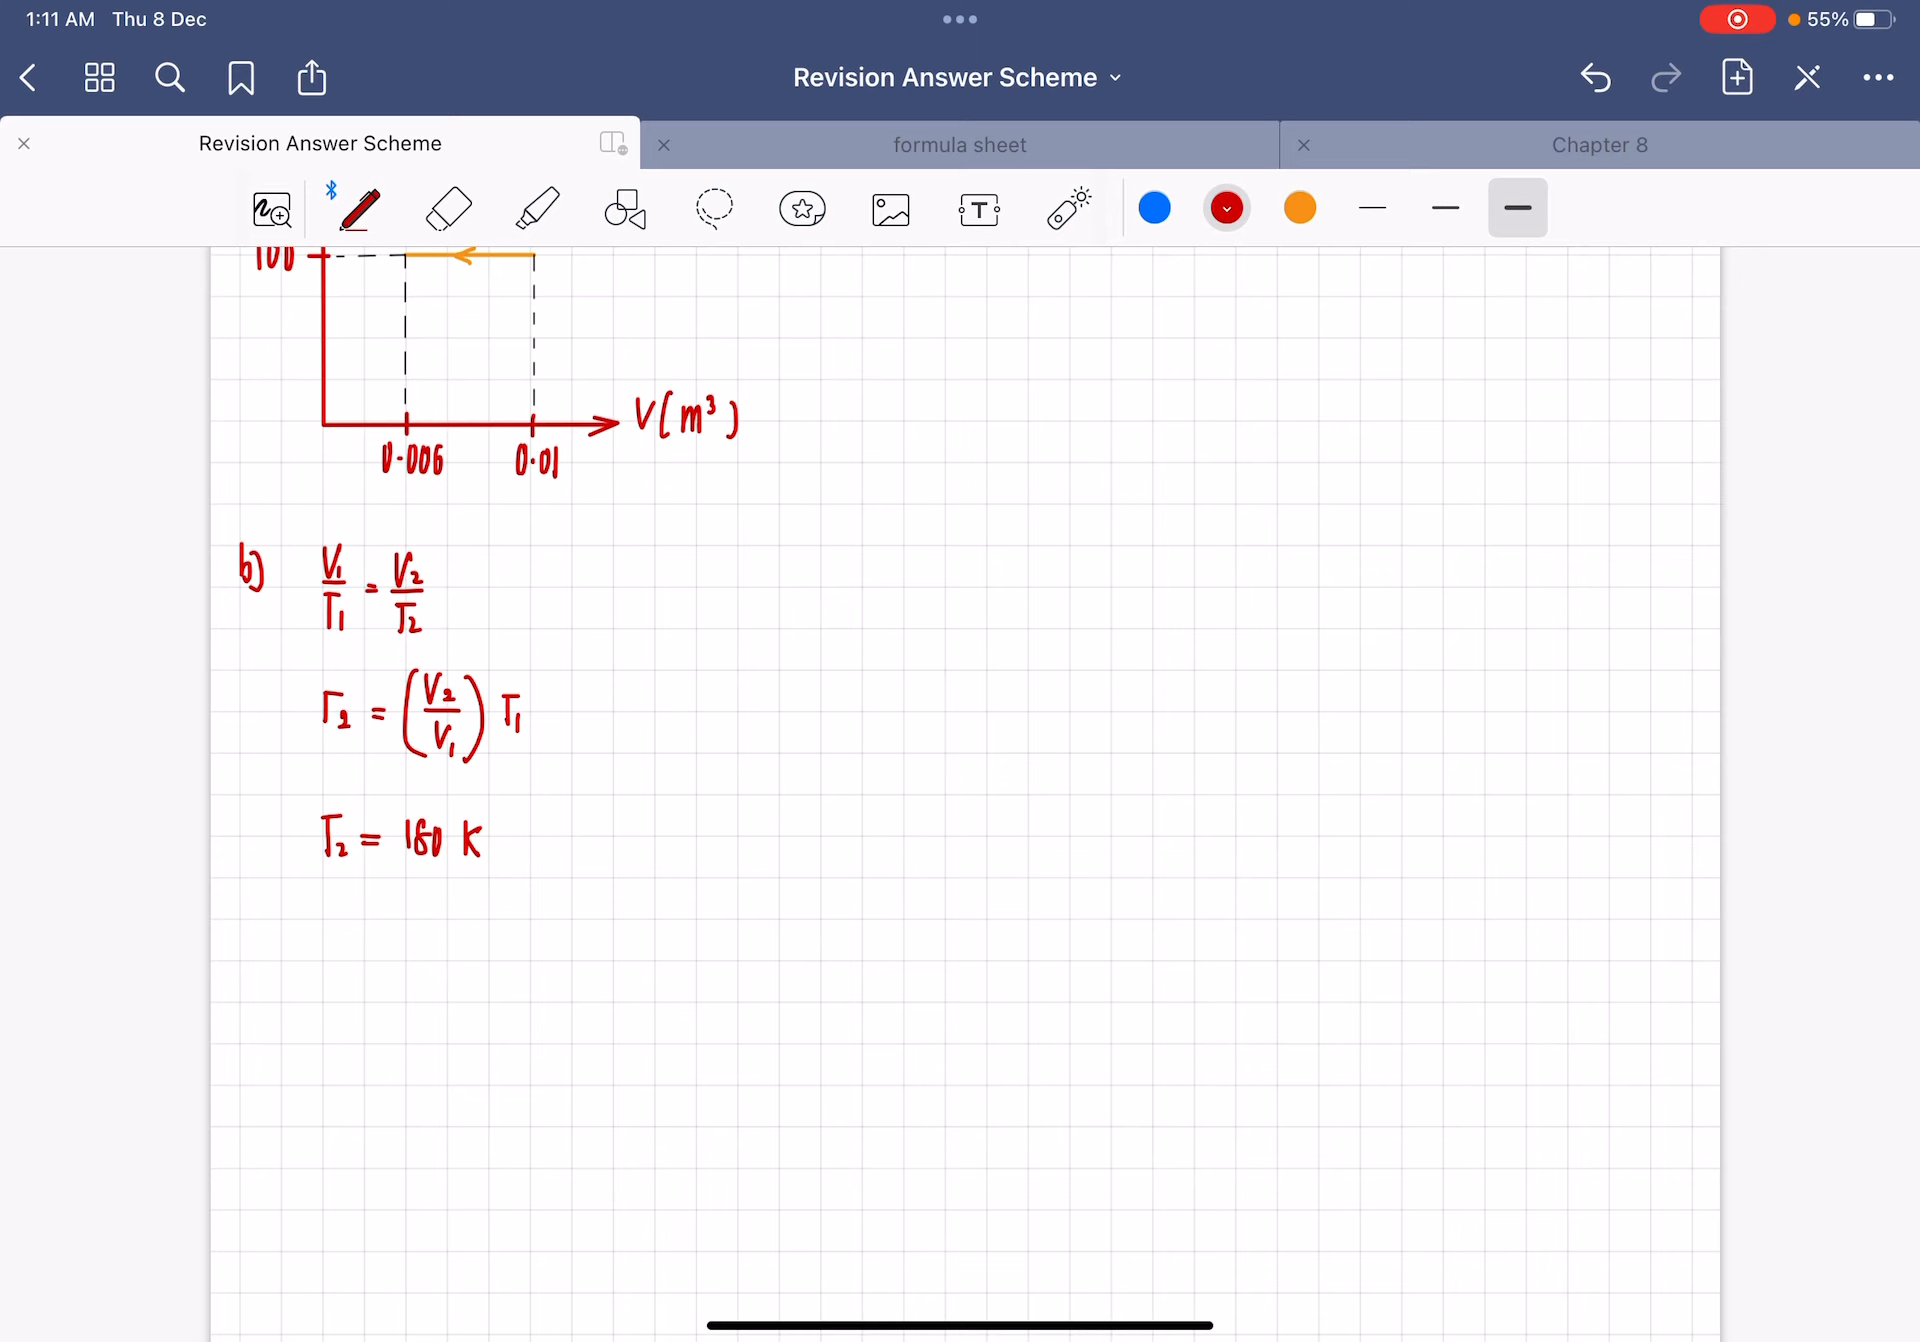 1:11 AM Thu 8 Dec
55%
Revision Answer Scheme
Revision Answer Scheme
formula sheet
Chapter 8
T
100
V(m³)
0.006 0.01
b) V₁/T₁ = V₂/T₂
T₂ = (V₂/V₁) T₁
T₂ = 180 K